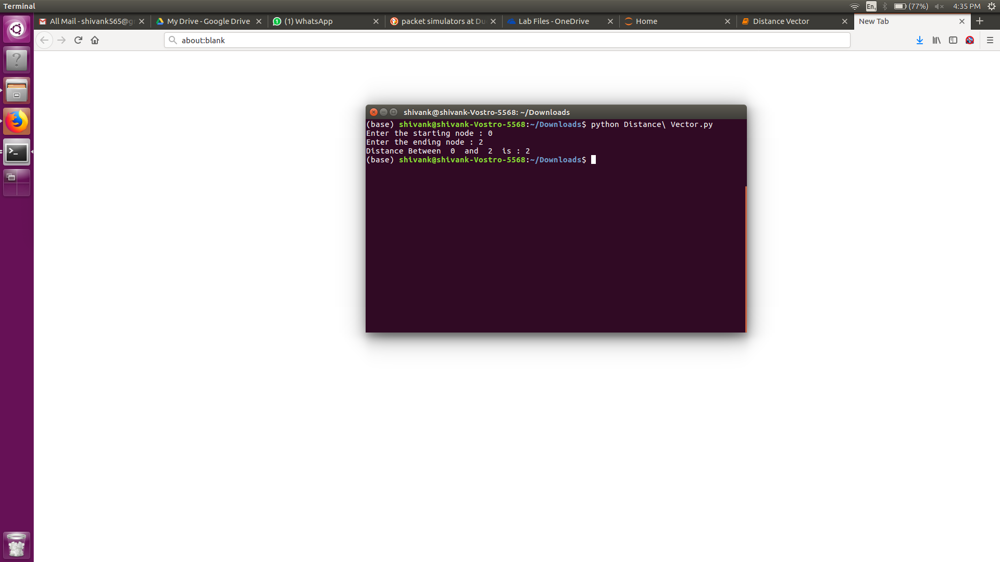 Terminal
En1
(77%)
4:35 PM
All Mail - shivank565@g
My Drive - Google Drive
(1) WhatsApp
packet simulators at Du
Lab Files - OneDrive
Home
Distance Vector
New Tab
about:blank
shivank@shivank-Vostro-5568: ~/Downloads
(base) shivank@shivank-Vostro-5568:~/Downloads$ python Distance\ Vector.py
Enter the starting node : 0
Enter the ending node : 2
Distance Between  0  and  2  is : 2
(base) shivank@shivank-Vostro-5568:~/Downloads$